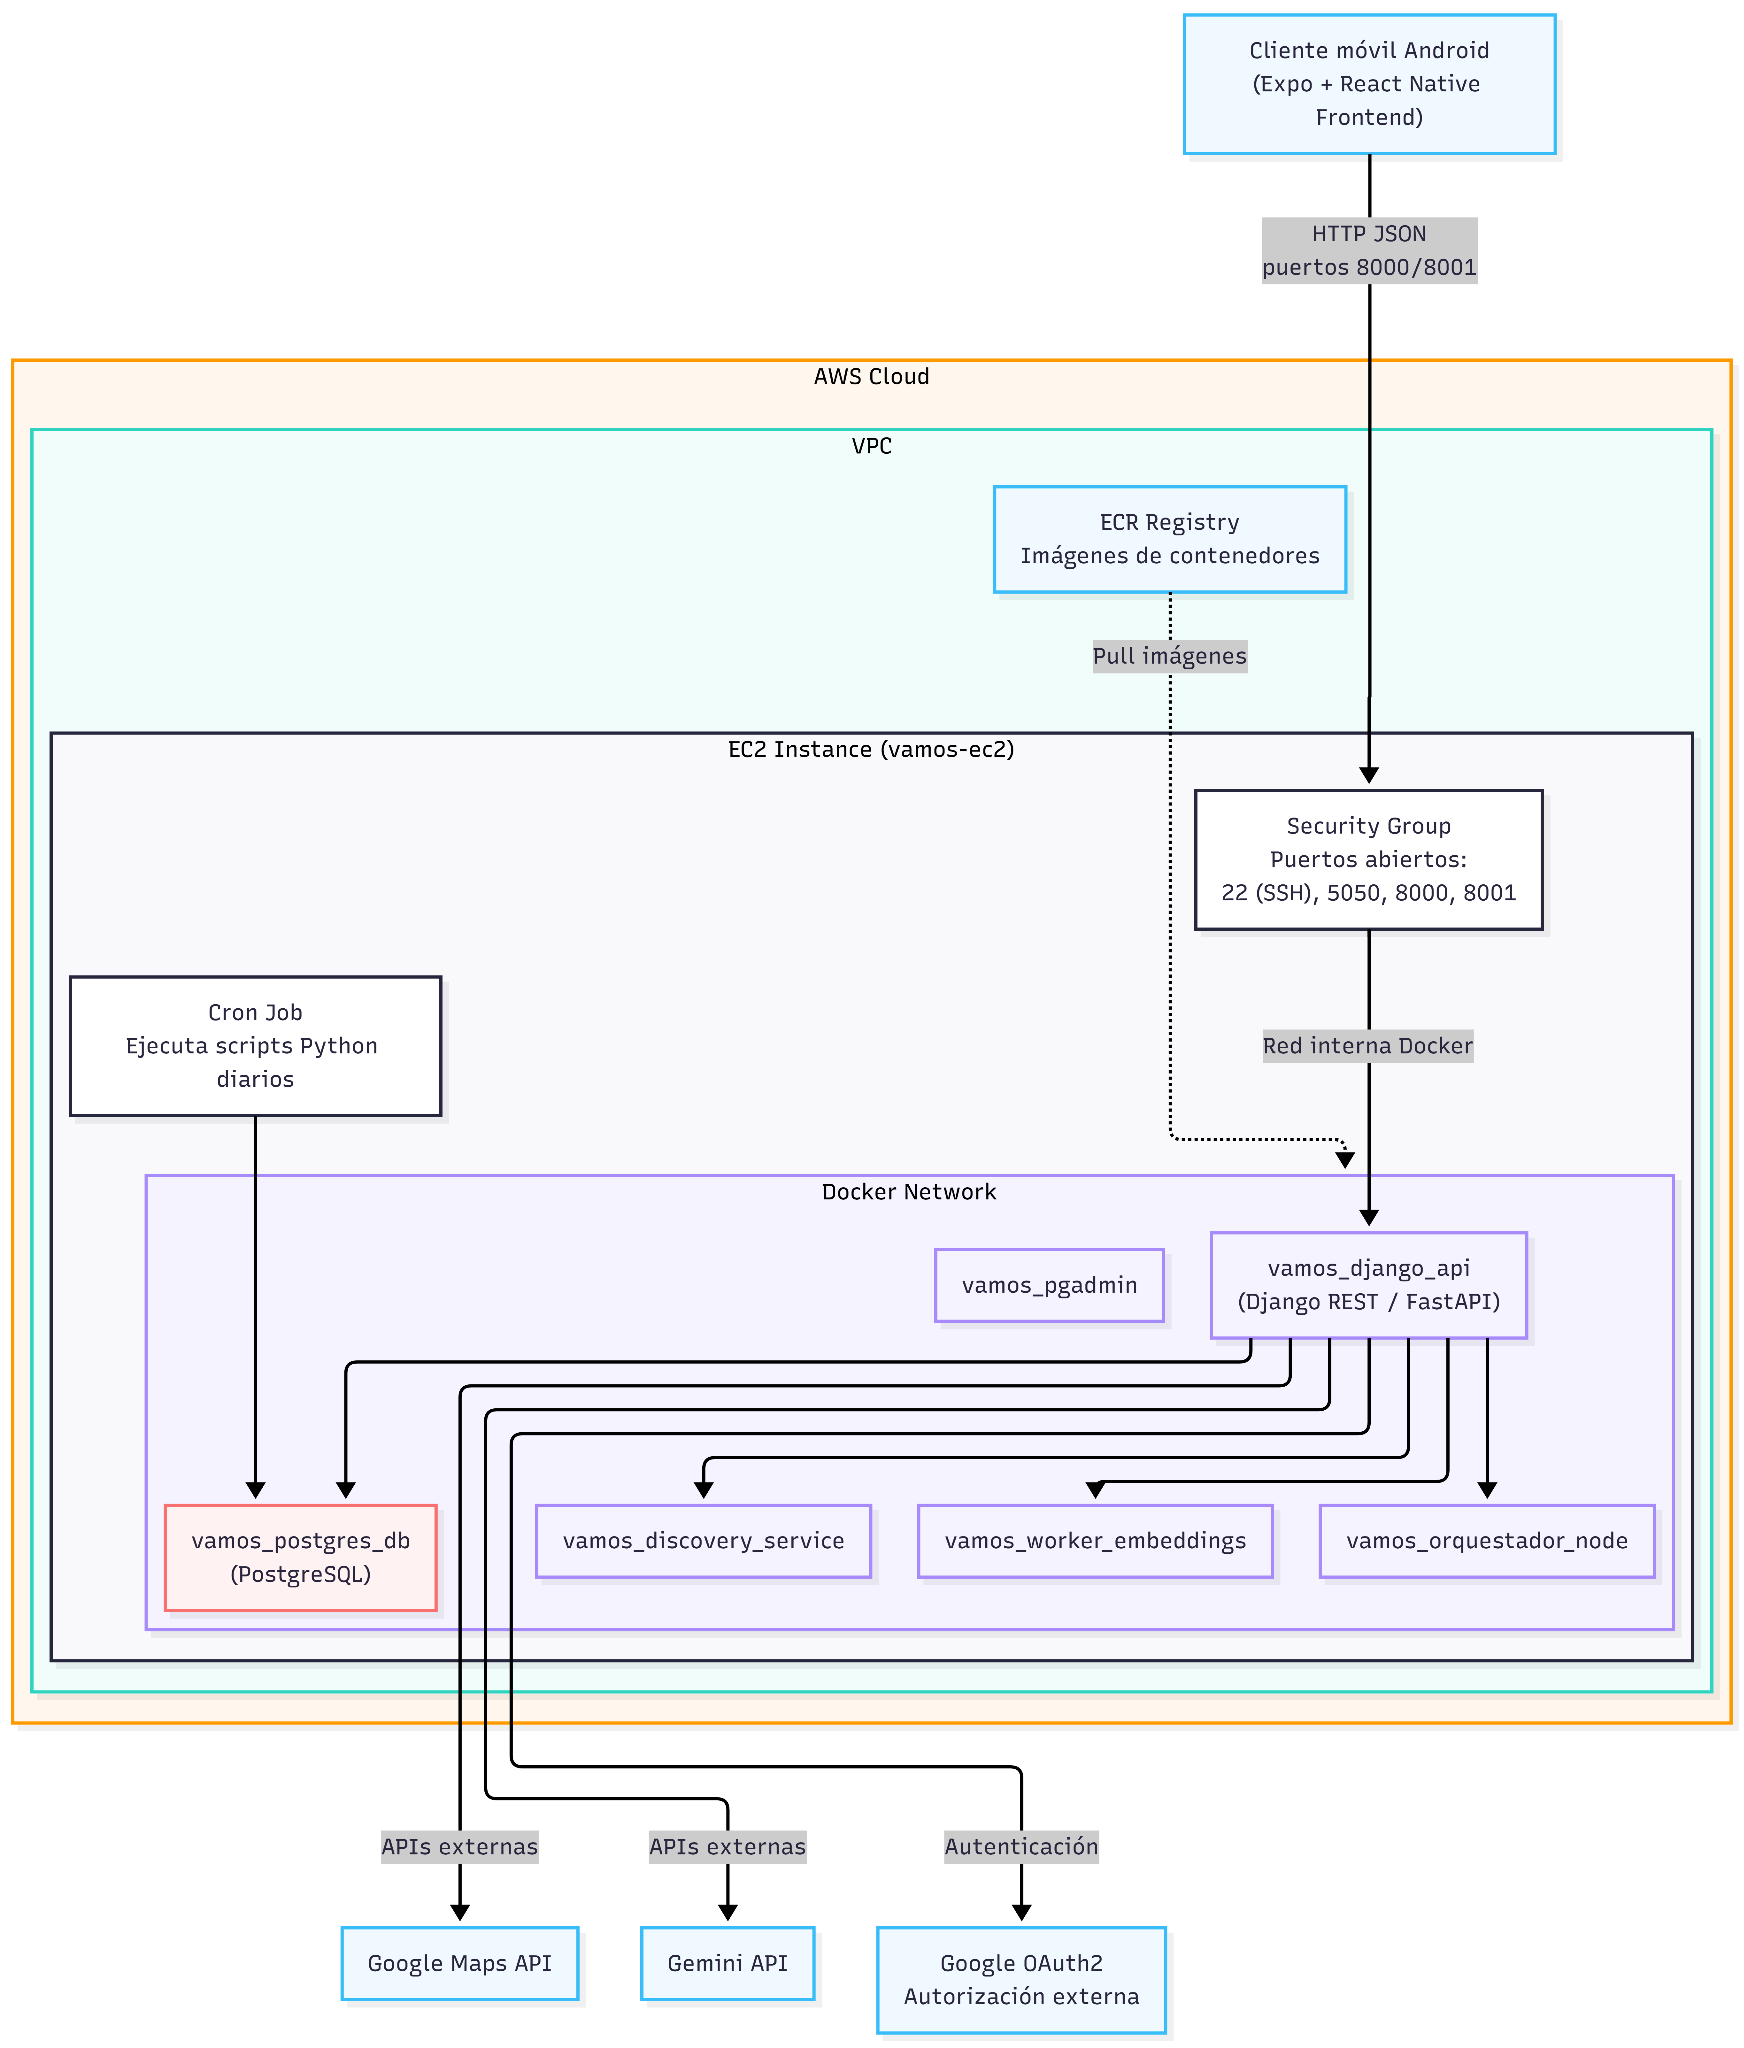 Cliente móvil Android
(Expo + React Native
Frontend)
HTTP JSON
puertos 8000/8001
AWS Cloud
VPC
ECR Registry
Imágenes de contenedores
Pull imágenes
EC2 Instance (vamos-ec2)
Security Group
Puertos abiertos:
22 (SSH), 5050, 8000, 8001
Cron Job
Ejecuta scripts Python
diarios
Red interna Docker
Docker Network
vamos_pgadmin
vamos_django_api
(Django REST / FastAPI)
vamos_postgres_db
(PostgreSQL)
vamos_discovery_service
vamos_worker_embeddings
vamos_orquestador_node
APIs externas
APIs externas
Autenticación
Google Maps API
Gemini API
Google OAuth2
Autorización externa